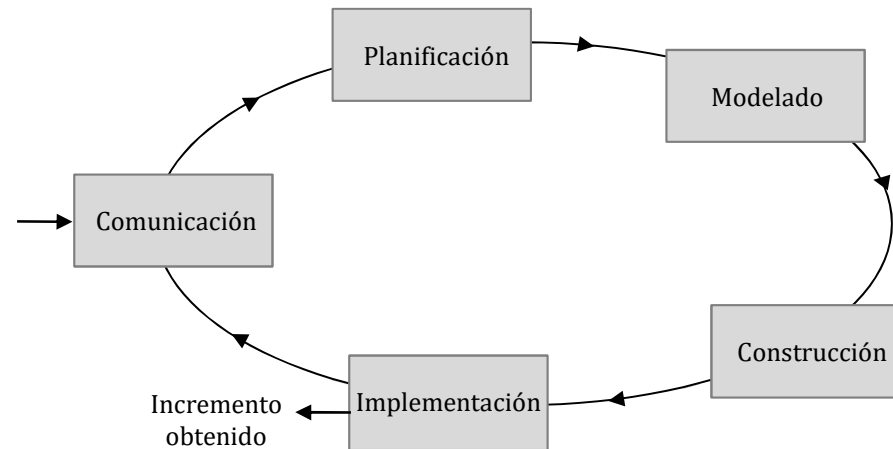 Planificación
Modelado
Comunicación
Construcción
Implementación
Incremento
obtenido